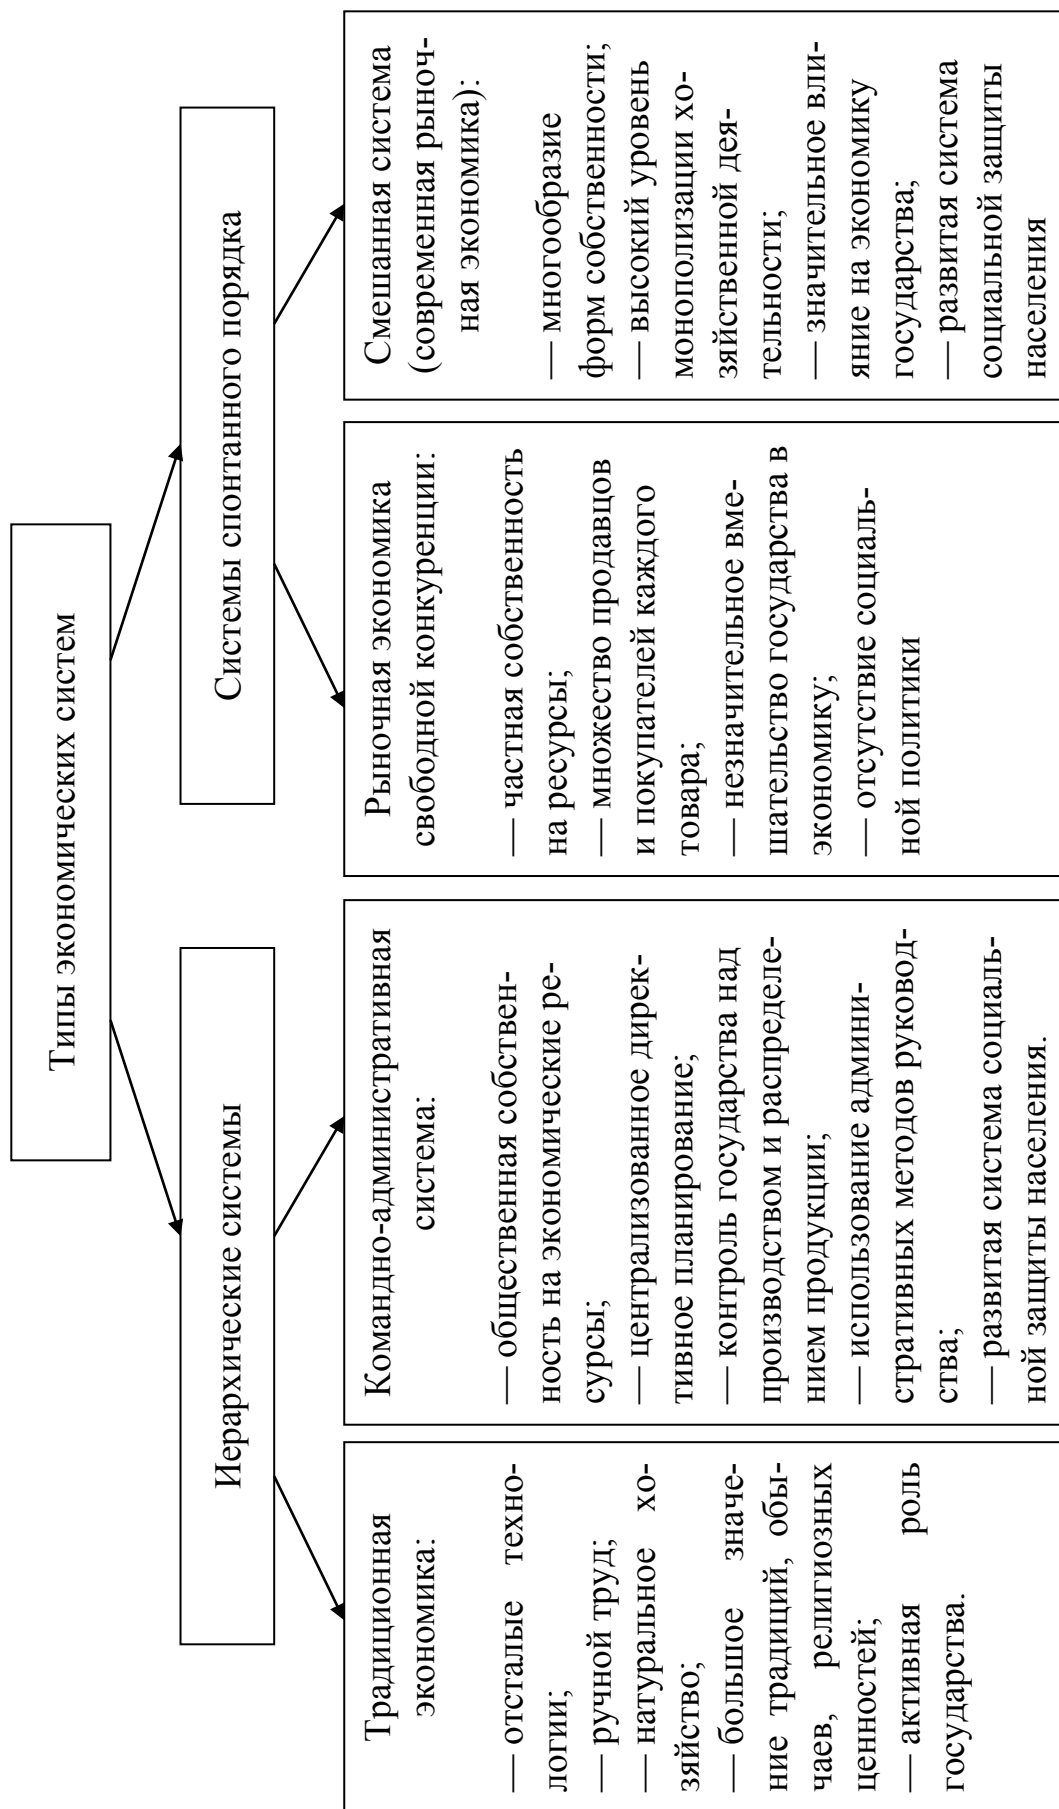 Типы экономических систем
Иерархические системы
Системы спонтанного порядка
Традиционная
экономика:
— отсталые техно-
логии;
— ручной труд;
— натуральное хо-
зяйство;
— большое значе-
ние традиций, обы-
чаев, религиозных
ценностей;
— активная роль
государства.
Командно-административная
система:
— общественная собствен-
ность на экономические ре-
сурсы;
— централизованное дирек-
тивное планирование;
— контроль государства над
производством и распределе-
нием продукции;
— использование админи-
стративных методов руковод-
ства;
— развитая система социаль-
ной защиты населения.
Рыночная экономика
свободной конкуренции:
— частная собственность
на ресурсы;
— множество продавцов
и покупателей каждого
товара;
— незначительное вме-
шательство государства в
экономику;
— отсутствие социаль-
ной политики
Смешанная система
(современная рыноч-
ная экономика):
— многообразие
форм собственности;
— высокий уровень
монополизации хо-
зяйственной дея-
тельности;
— значительное вли-
яние на экономику
государства;
— развитая система
социальной защиты
населения